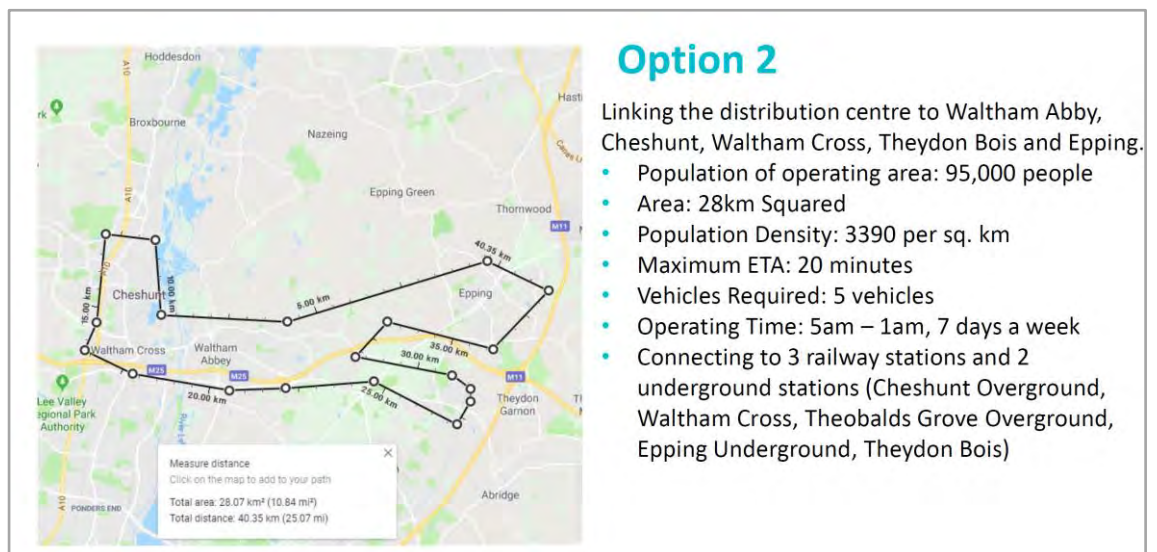 Option 2
Linking the distribution centre to Waltham Abby,
Cheshunt, Waltham Cross, Theydon Bois and Epping.
• Population of operating area: 95,000 people
• Area: 28km Squared
• Population Density: 3390 per sq. km
• Maximum ETA: 20 minutes
• Vehicles Required: 5 vehicles
• Operating Time: 5am – 1am, 7 days a week
• Connecting to 3 railway stations and 2
underground stations (Cheshunt Overground,
Waltham Cross, Theobalds Grove Overground,
Epping Underground, Theydon Bois)
Hoddesdon
A10
Hasti
rk
Broxbourne
Nazeing
A10
Epping Green
Thornwood
M11
40.35 km
A10
10.00 km
Cheshunt
5.00 km
Epping
15.00 km
Waltham Cross
Waltham
Abbey
35.00 km
30.00 km
M25
M25
M11
20.00 km
25.00 km
Lee Valley
egional Park
Authority
Theydon
Garnon
Measure distance
Click on the map to add to your path
Total area: 28.07 km² (10.84 mi²)
Total distance: 40.35 km (25.07 mi)
Abridge
A10
PONDERS END